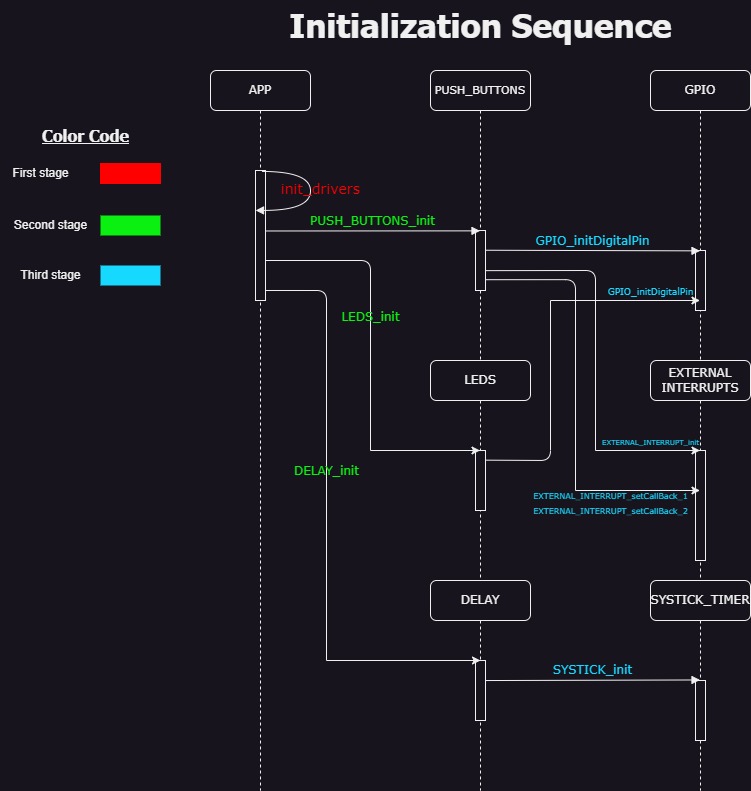 Initialization Sequence
APP
PUSH_BUTTONS
GPIO
Color Code
First stage
Second stage
Third stage
init_drivers
PUSH_BUTTONS_init
GPIO_initDigitalPin
GPIO_initDigitalPin
LEDS_init
LEDS
EXTERNAL
INTERRUPTS
EXTERNAL_INTERRUPT_init
DELAY_init
EXTERNAL_INTERRUPT_setCallBack_1
EXTERNAL_INTERRUPT_setCallBack_2
DELAY
SYSTICK_TIMER
SYSTICK_init